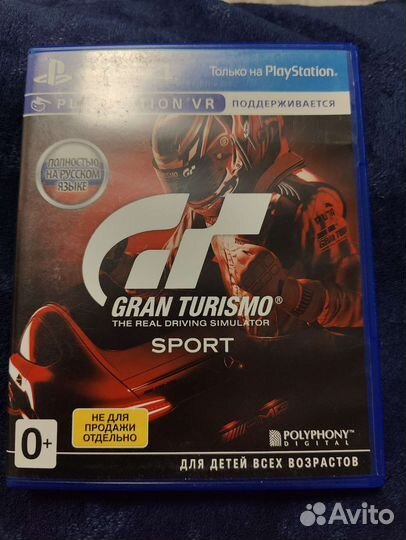 Только на PlayStation.
PLAYSTATION®VR ПОДДЕРЖИВАЕТСЯ
ПОЛНОСТЬЮ
НА РУССКОМ
ЯЗЫКЕ
GT
GRAN TURISMO®
THE REAL DRIVING SIMULATOR
SPORT
НЕ ДЛЯ
ПРОДАЖИ
ОТДЕЛЬНО
0+
POLYPHONY
DIGITAL
ДЛЯ ДЕТЕЙ ВСЕХ ВОЗРАСТОВ
Avito